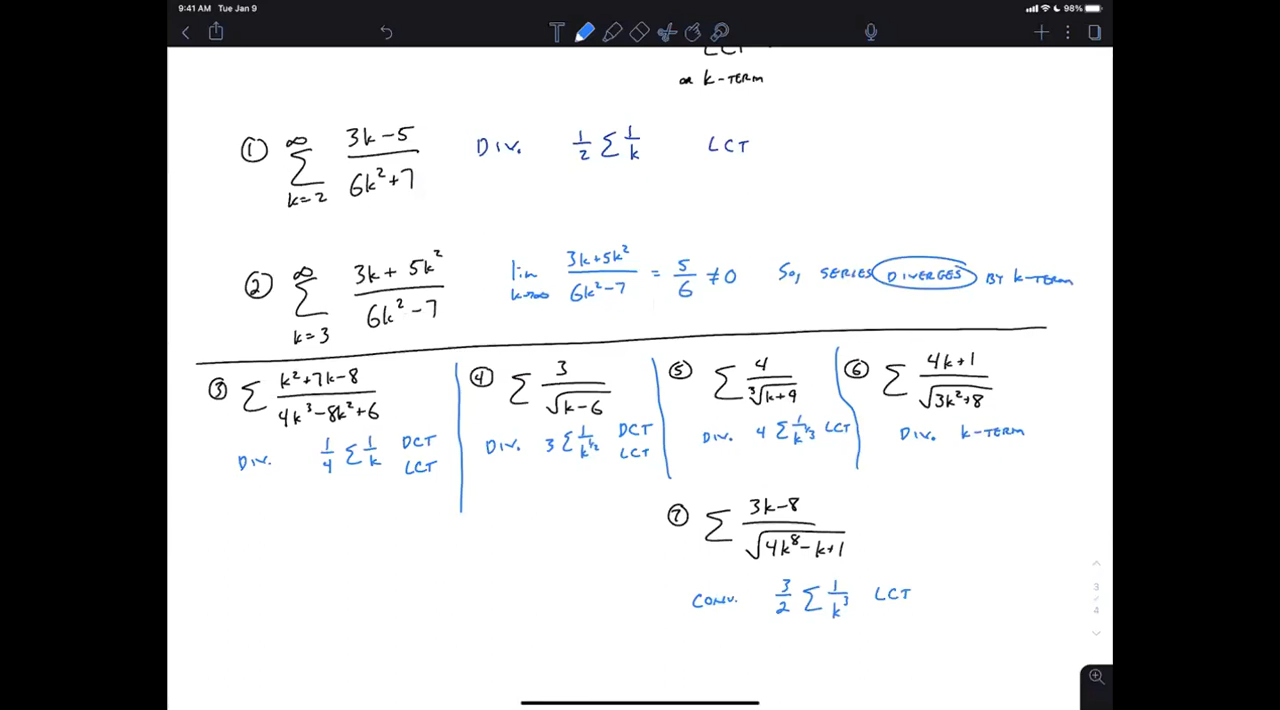 9:41 AM Tue Jan 9 98%
LCT
OR K-TERM
① ∞ ∑ k=2 (3k-5)/(6k²+7) DIV. 1/2 ∑ 1/k LCT
② ∞ ∑ k=3 (3k+5k²)/(6k²-7) lim k→∞ (3k+5k²)/(6k²-7) = 5/6 ≠0 So, SERIES DIVERGES BY K-TERM
③ ∑ (k²+7k-8)/(4k³-8k²+6)
DIV. 1/4 ∑ 1/k DCT LCT
④ ∑ 3/√(k-6)
DIV. 3 ∑ 1/k^(1/2) DCT LCT
⑤ ∑ 4/∛(k+9)
DIV. 4 ∑ 1/k^(1/3) LCT
⑥ ∑ (4k+1)/√(3k²+8)
DIV. K-TERM
⑦ ∑ (3k-8)/√(4k⁸-k+1)
CONV. 3/2 ∑ 1/k³ LCT
3
4